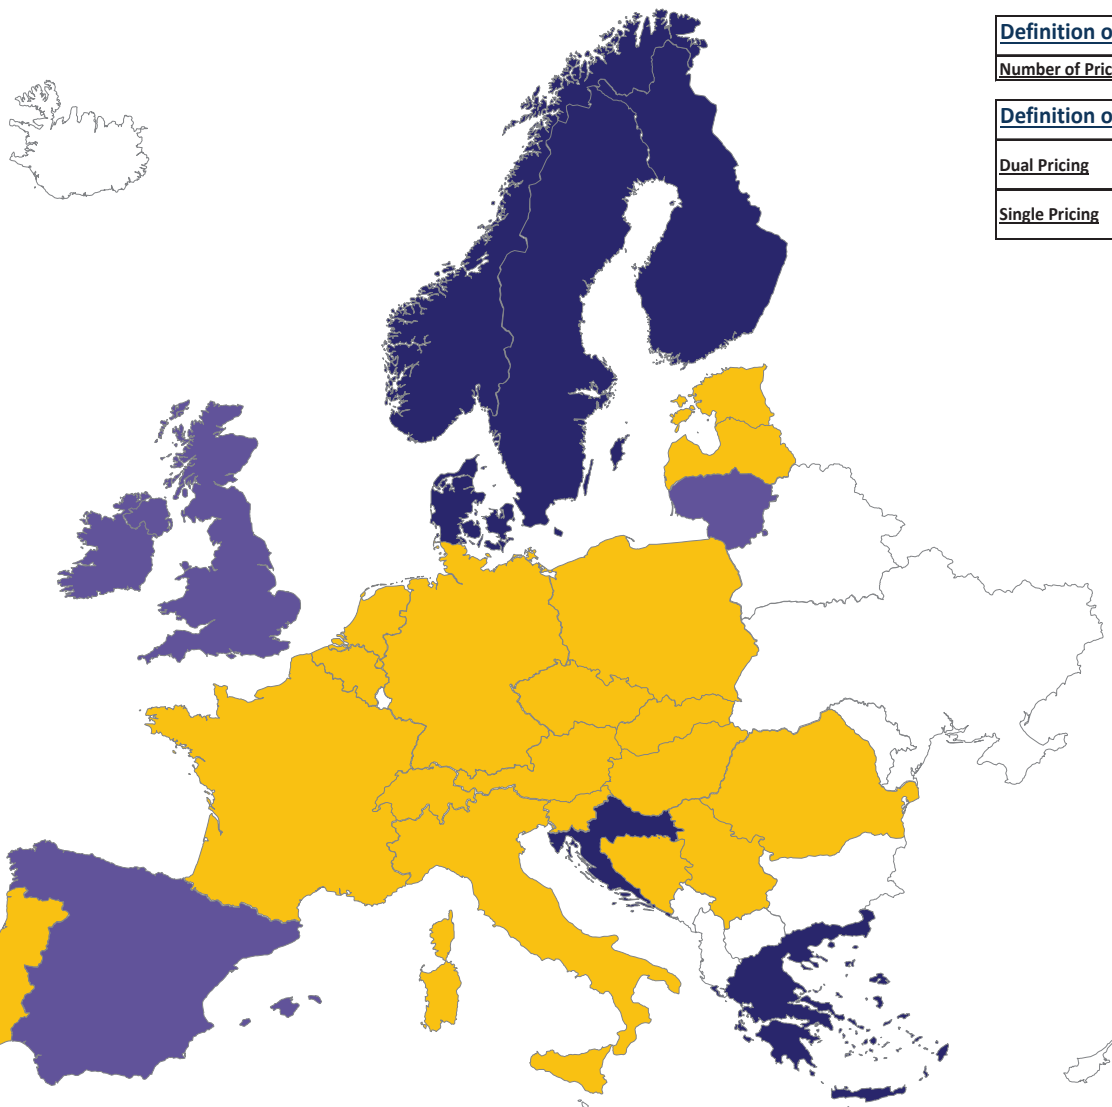 Definition o
Number of Pric
Definition o
Dual Pricing
Single Pricing